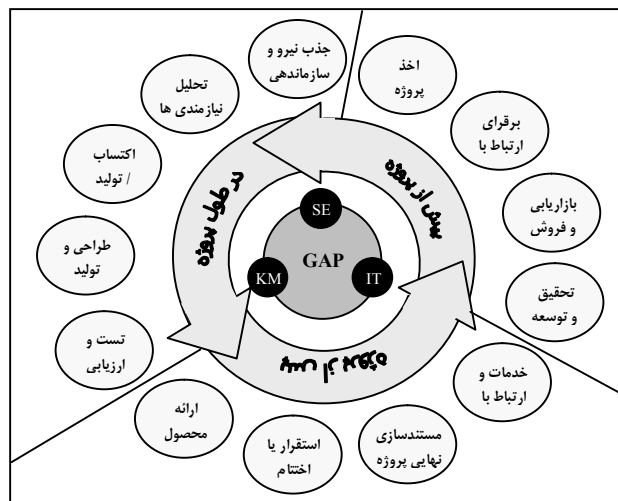 جذب نیرو و
سازماندهی
اخذ
پروژه
تحلیل
نیازمندی ها
برقرای
ارتباط با
اکتساب
/ تولید
بازاریابی
و فروش
طراحی و
تولید
تحقیق
و توسعه
تست و
ارزیابی
خدمات و
ارتباط با
ارائه
محصول
استقرار یا
اختتام
مستندسازی
نهایی پروژه
پیش از پروژه
در طول پروژه
پس از پروژه
SE
GAP
KM
IT